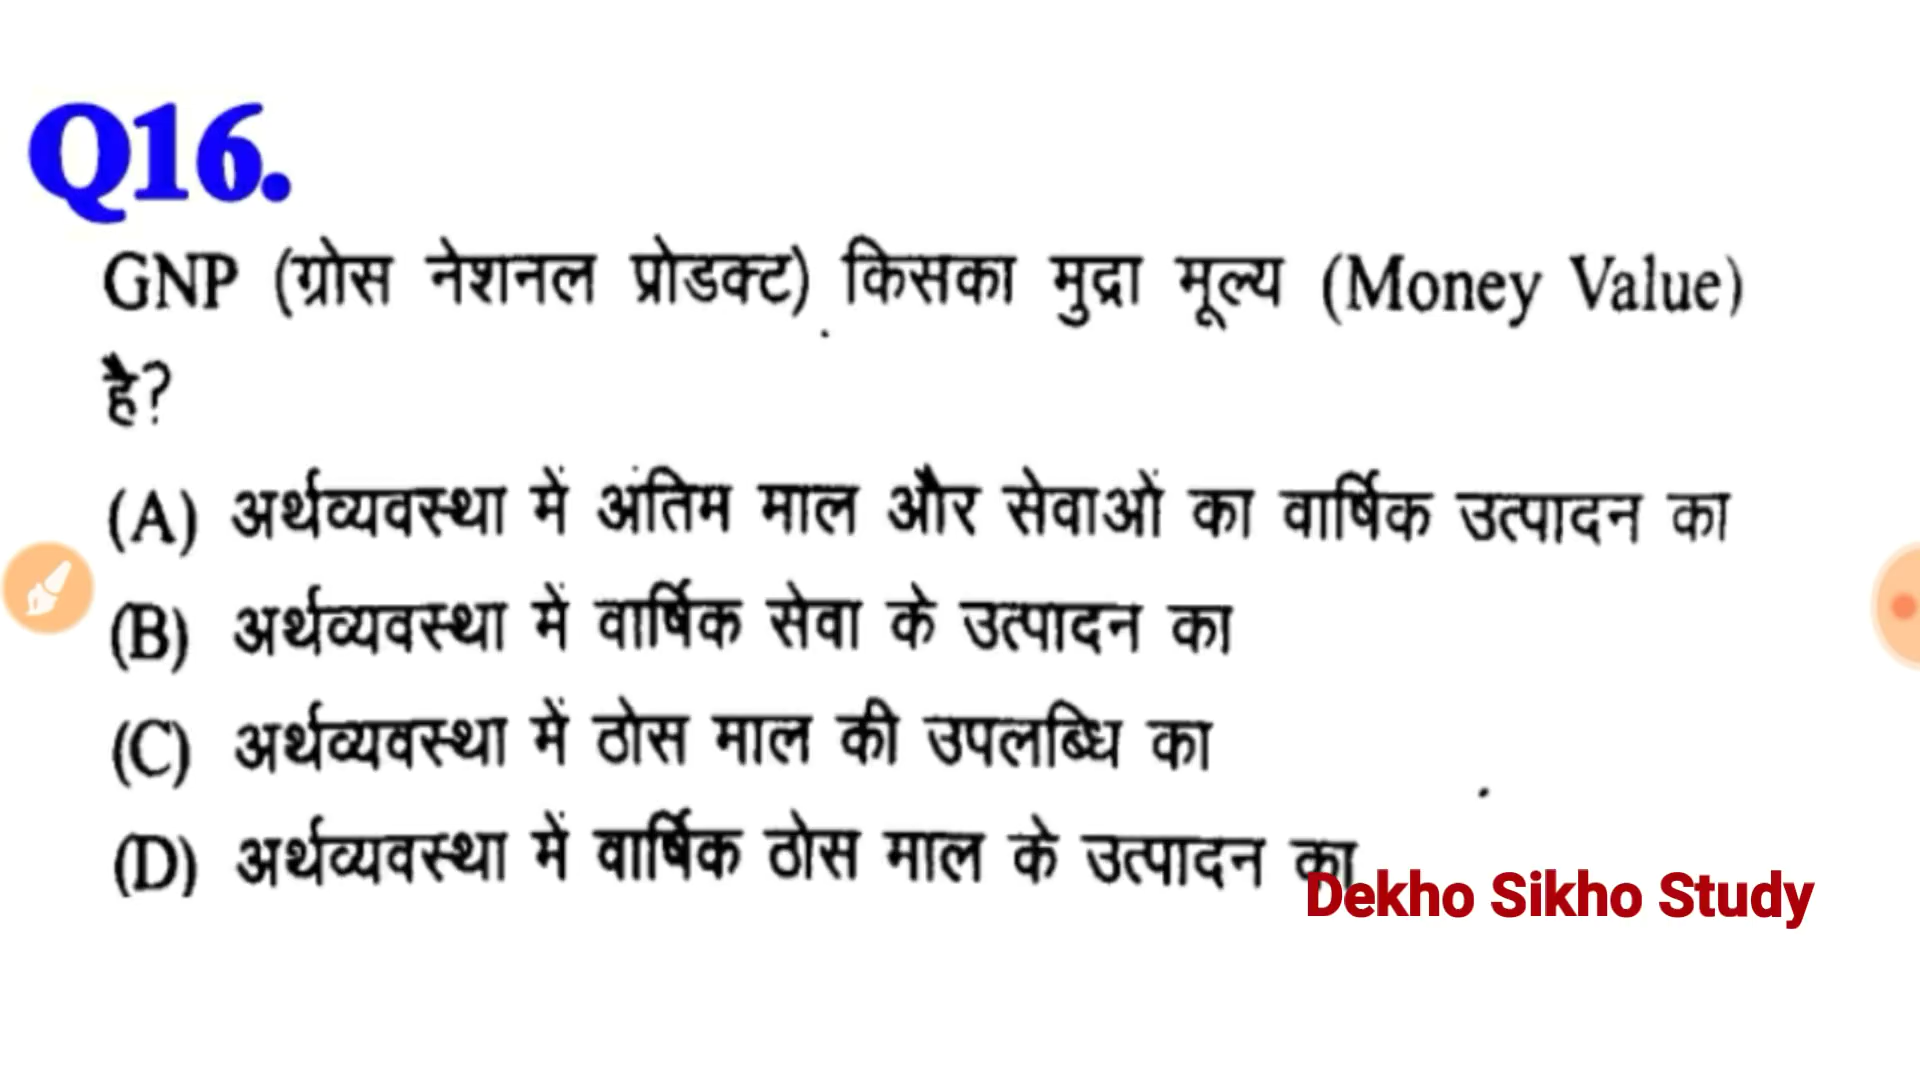 Q16.
GNP (ग्रोस नेशनल प्रोडक्ट) किसका मुद्रा मूल्य (Money Value)
है?
(A) अर्थव्यवस्था में अंतिम माल और सेवाओं का वार्षिक उत्पादन का
(B) अर्थव्यवस्था में वार्षिक सेवा के उत्पादन का
(C) अर्थव्यवस्था में ठोस माल की उपलब्धि का
(D) अर्थव्यवस्था में वार्षिक ठोस माल के उत्पादन का
Dekho Sikho Study